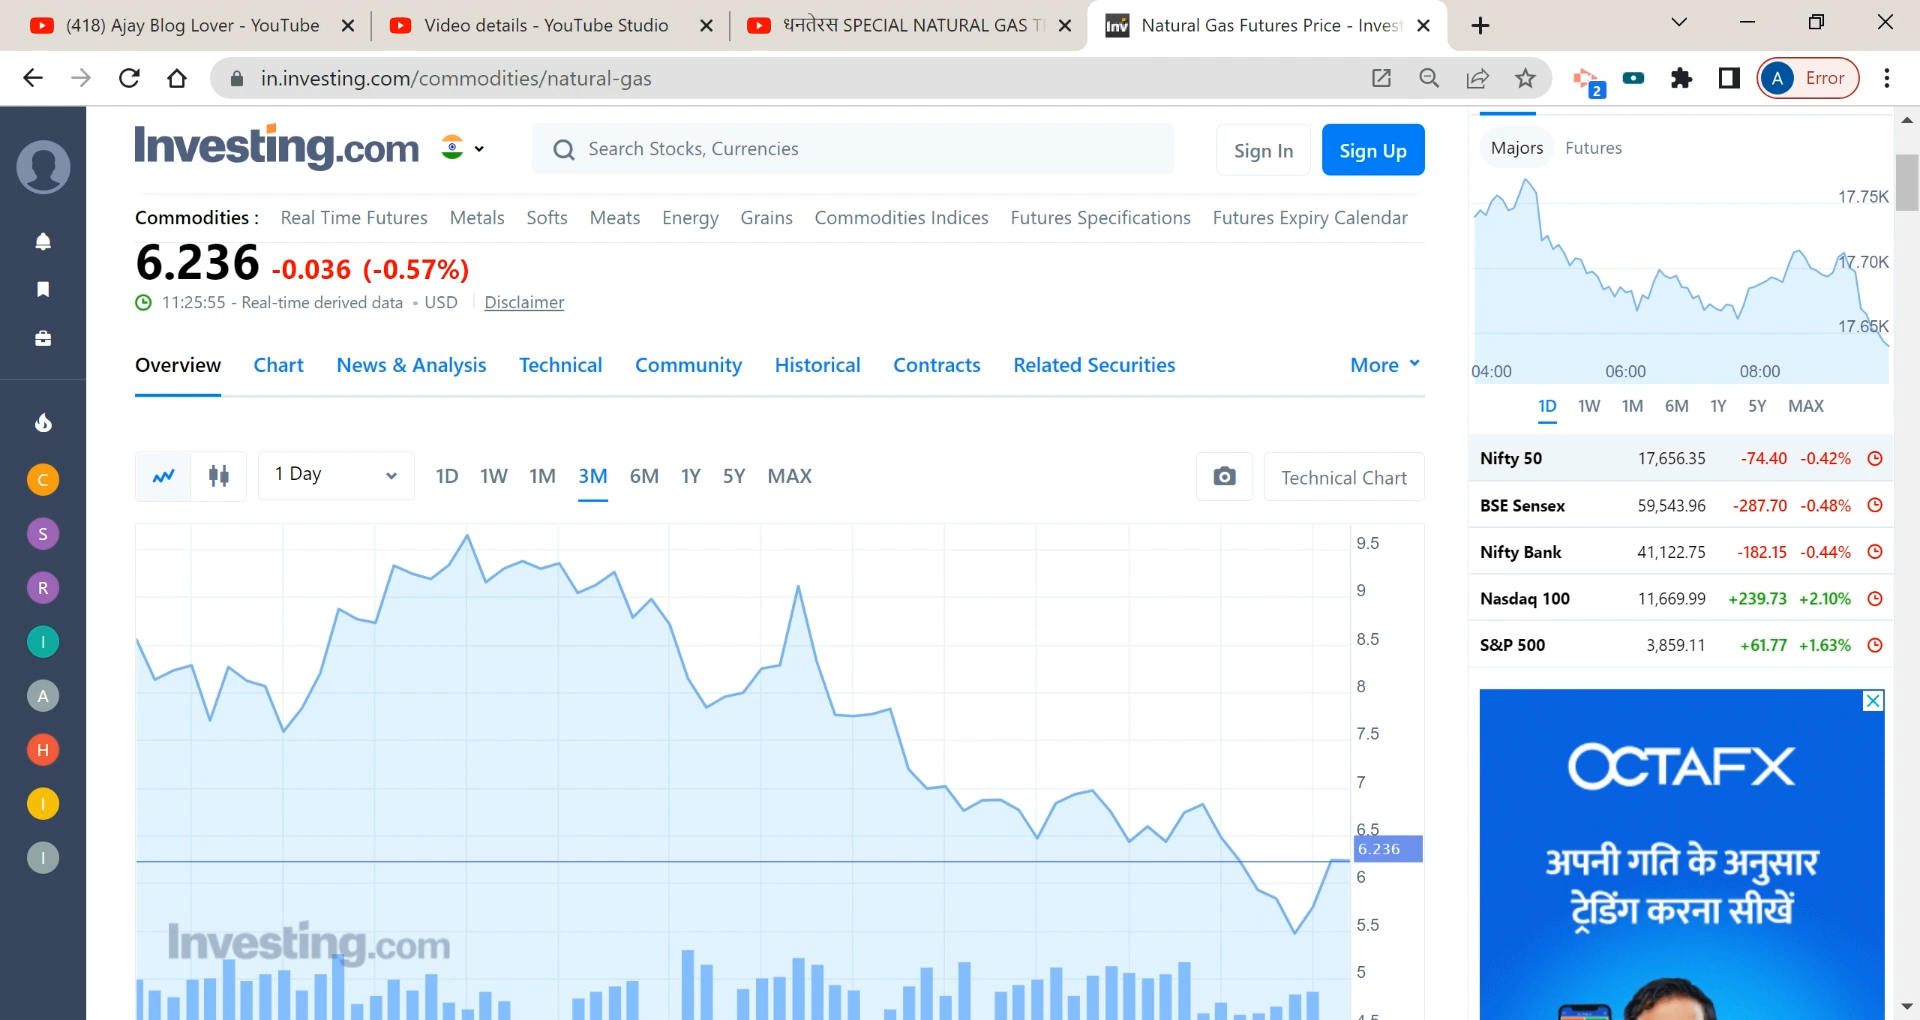 (418) Ajay Blog Lover - YouTube
Video details - YouTube Studio
धनतेरस SPECIAL NATURAL GAS T
Natural Gas Futures Price - Invest
in.investing.com/commodities/natural-gas
2
A Error
Investing.com
Search Stocks, Currencies
Sign In
Sign Up
Commodities : Real Time Futures Metals Softs Meats Energy Grains Commodities Indices Futures Specifications Futures Expiry Calendar
6.236 -0.036 (-0.57%)
11:25:55 - Real-time derived data • USD Disclaimer
Overview Chart News & Analysis Technical Community Historical Contracts Related Securities More
1 Day 1D 1W 1M 3M 6M 1Y 5Y MAX Technical Chart
9.5
9
8.5
8
7.5
7
6.5
6.236
6
5.5
5
Investing.com
C
S
R
I
A
H
I
I
Majors Futures
17.75K
17.70K
17.65K
04:00 06:00 08:00
1D 1W 1M 6M 1Y 5Y MAX
Nifty 50 17,656.35 -74.40 -0.42%
BSE Sensex 59,543.96 -287.70 -0.48%
Nifty Bank 41,122.75 -182.15 -0.44%
Nasdaq 100 11,669.99 +239.73 +2.10%
S&P 500 3,859.11 +61.77 +1.63%
OCTAFX
अपनी गति के अनुसार
ट्रेडिंग करना सीखें